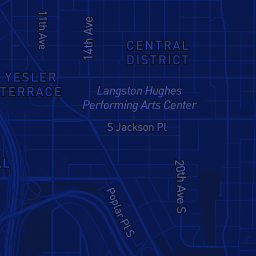 11th Ave
14th Ave
CENTRAL
DISTRICT
YESLER
TERRACE
Langston Hughes
Performing Arts Center
S Jackson Pl
AL
20th Ave S
Poplar Pl S